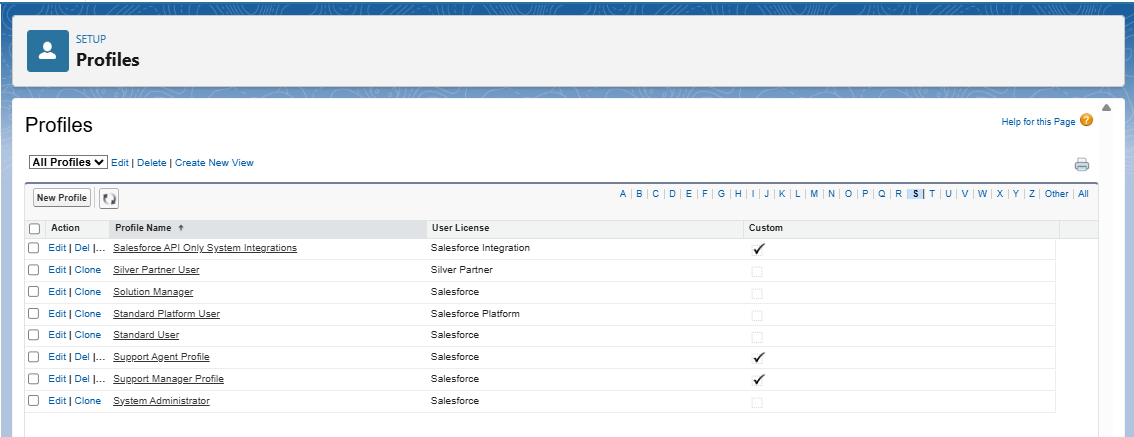 SETUP
Profiles
Profiles
Help for this Page ?
All Profiles Edit | Delete | Create New View
New Profile A | B | C | D | E | F | G | H | I | J | K | L | M | N | O | P | Q | R | S | T | U | V | W | X | Y | Z | Other | All
Action Profile Name ↑ User License Custom
Edit | Del |... Salesforce API Only System Integrations Salesforce Integration
Edit | Clone Silver Partner User Silver Partner
Edit | Clone Solution Manager Salesforce
Edit | Clone Standard Platform User Salesforce Platform
Edit | Clone Standard User Salesforce
Edit | Del |... Support Agent Profile Salesforce
Edit | Del |... Support Manager Profile Salesforce
Edit | Clone System Administrator Salesforce